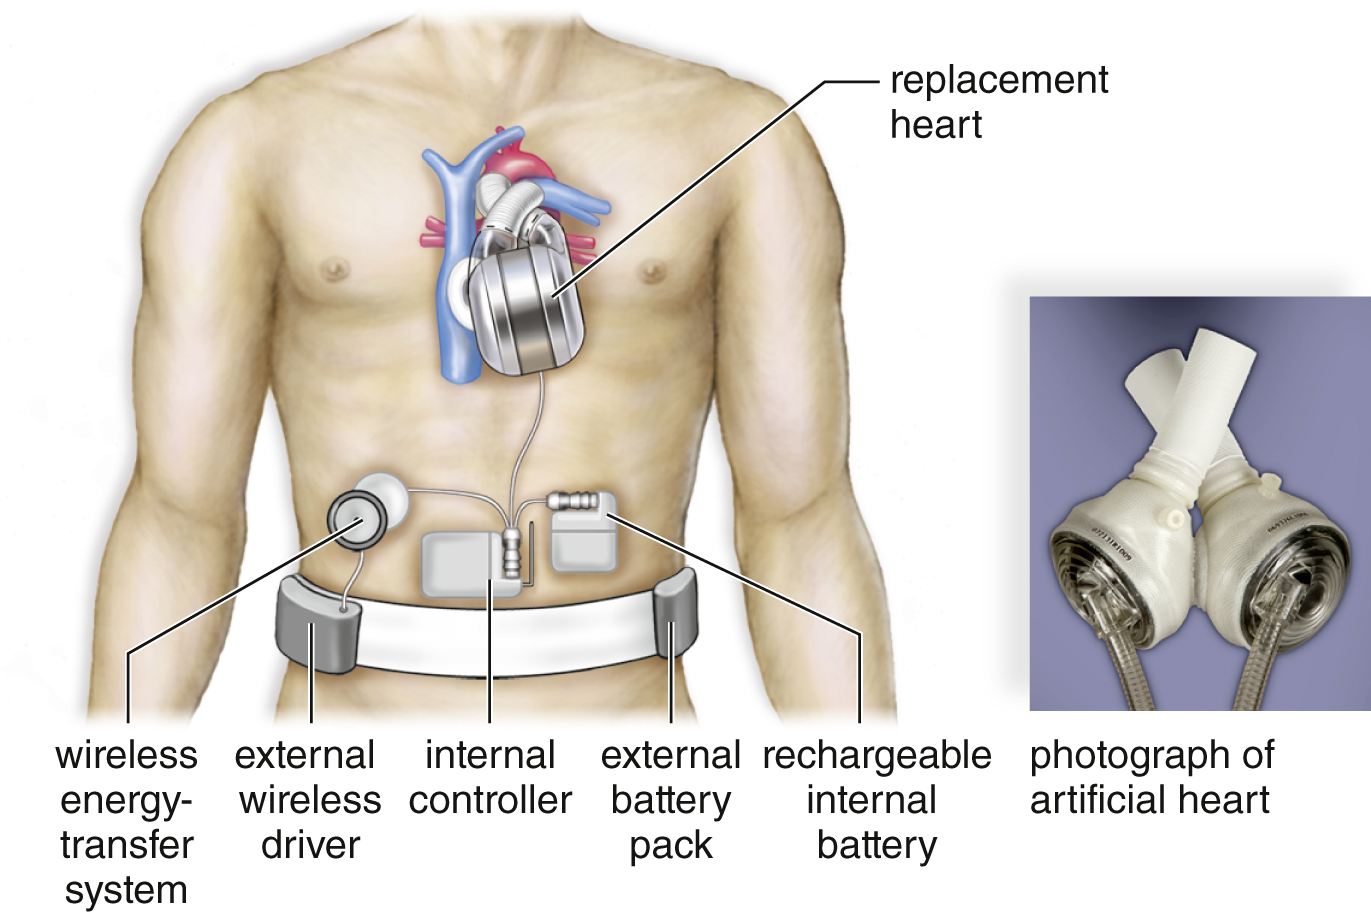 replacement
heart
wireless
energy-
transfer
system
external
wireless
driver
internal
controller
external
battery
pack
rechargeable
internal
battery
photograph of
artificial heart